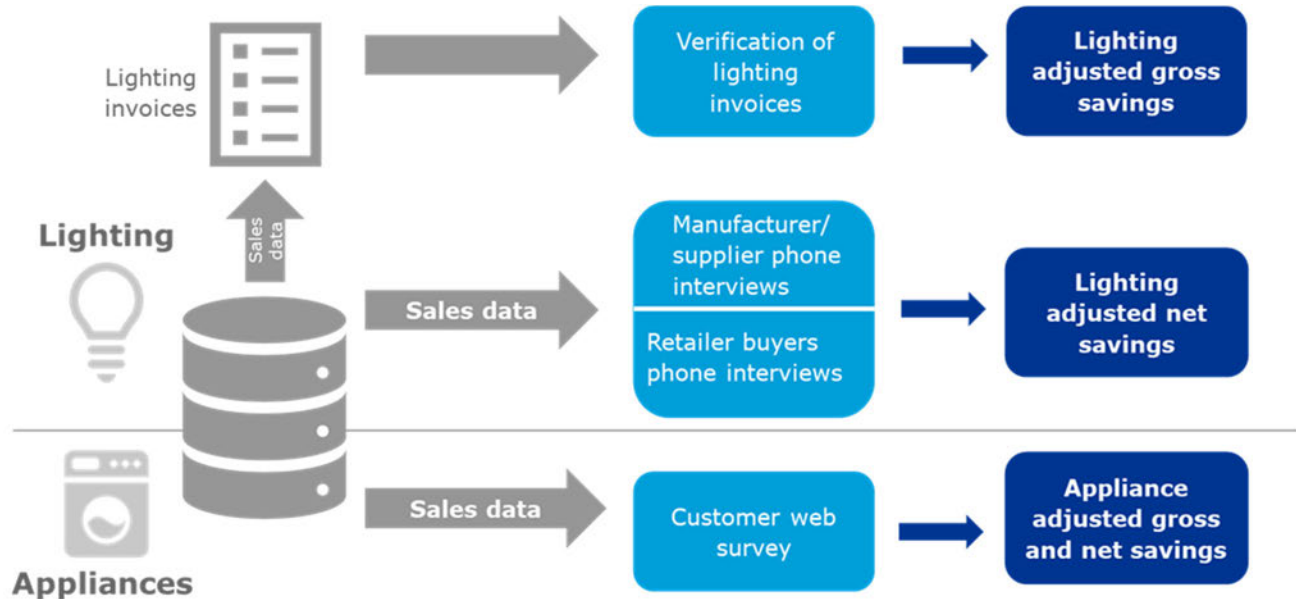 Lighting
invoices
Verification of
lighting
invoices
Lighting
adjusted gross
savings
Sales
data
Lighting
Sales data
Manufacturer/
supplier phone
interviews
Retailer buyers
phone interviews
Lighting
adjusted net
savings
Appliances
Sales data
Customer web
survey
Appliance
adjusted gross
and net savings